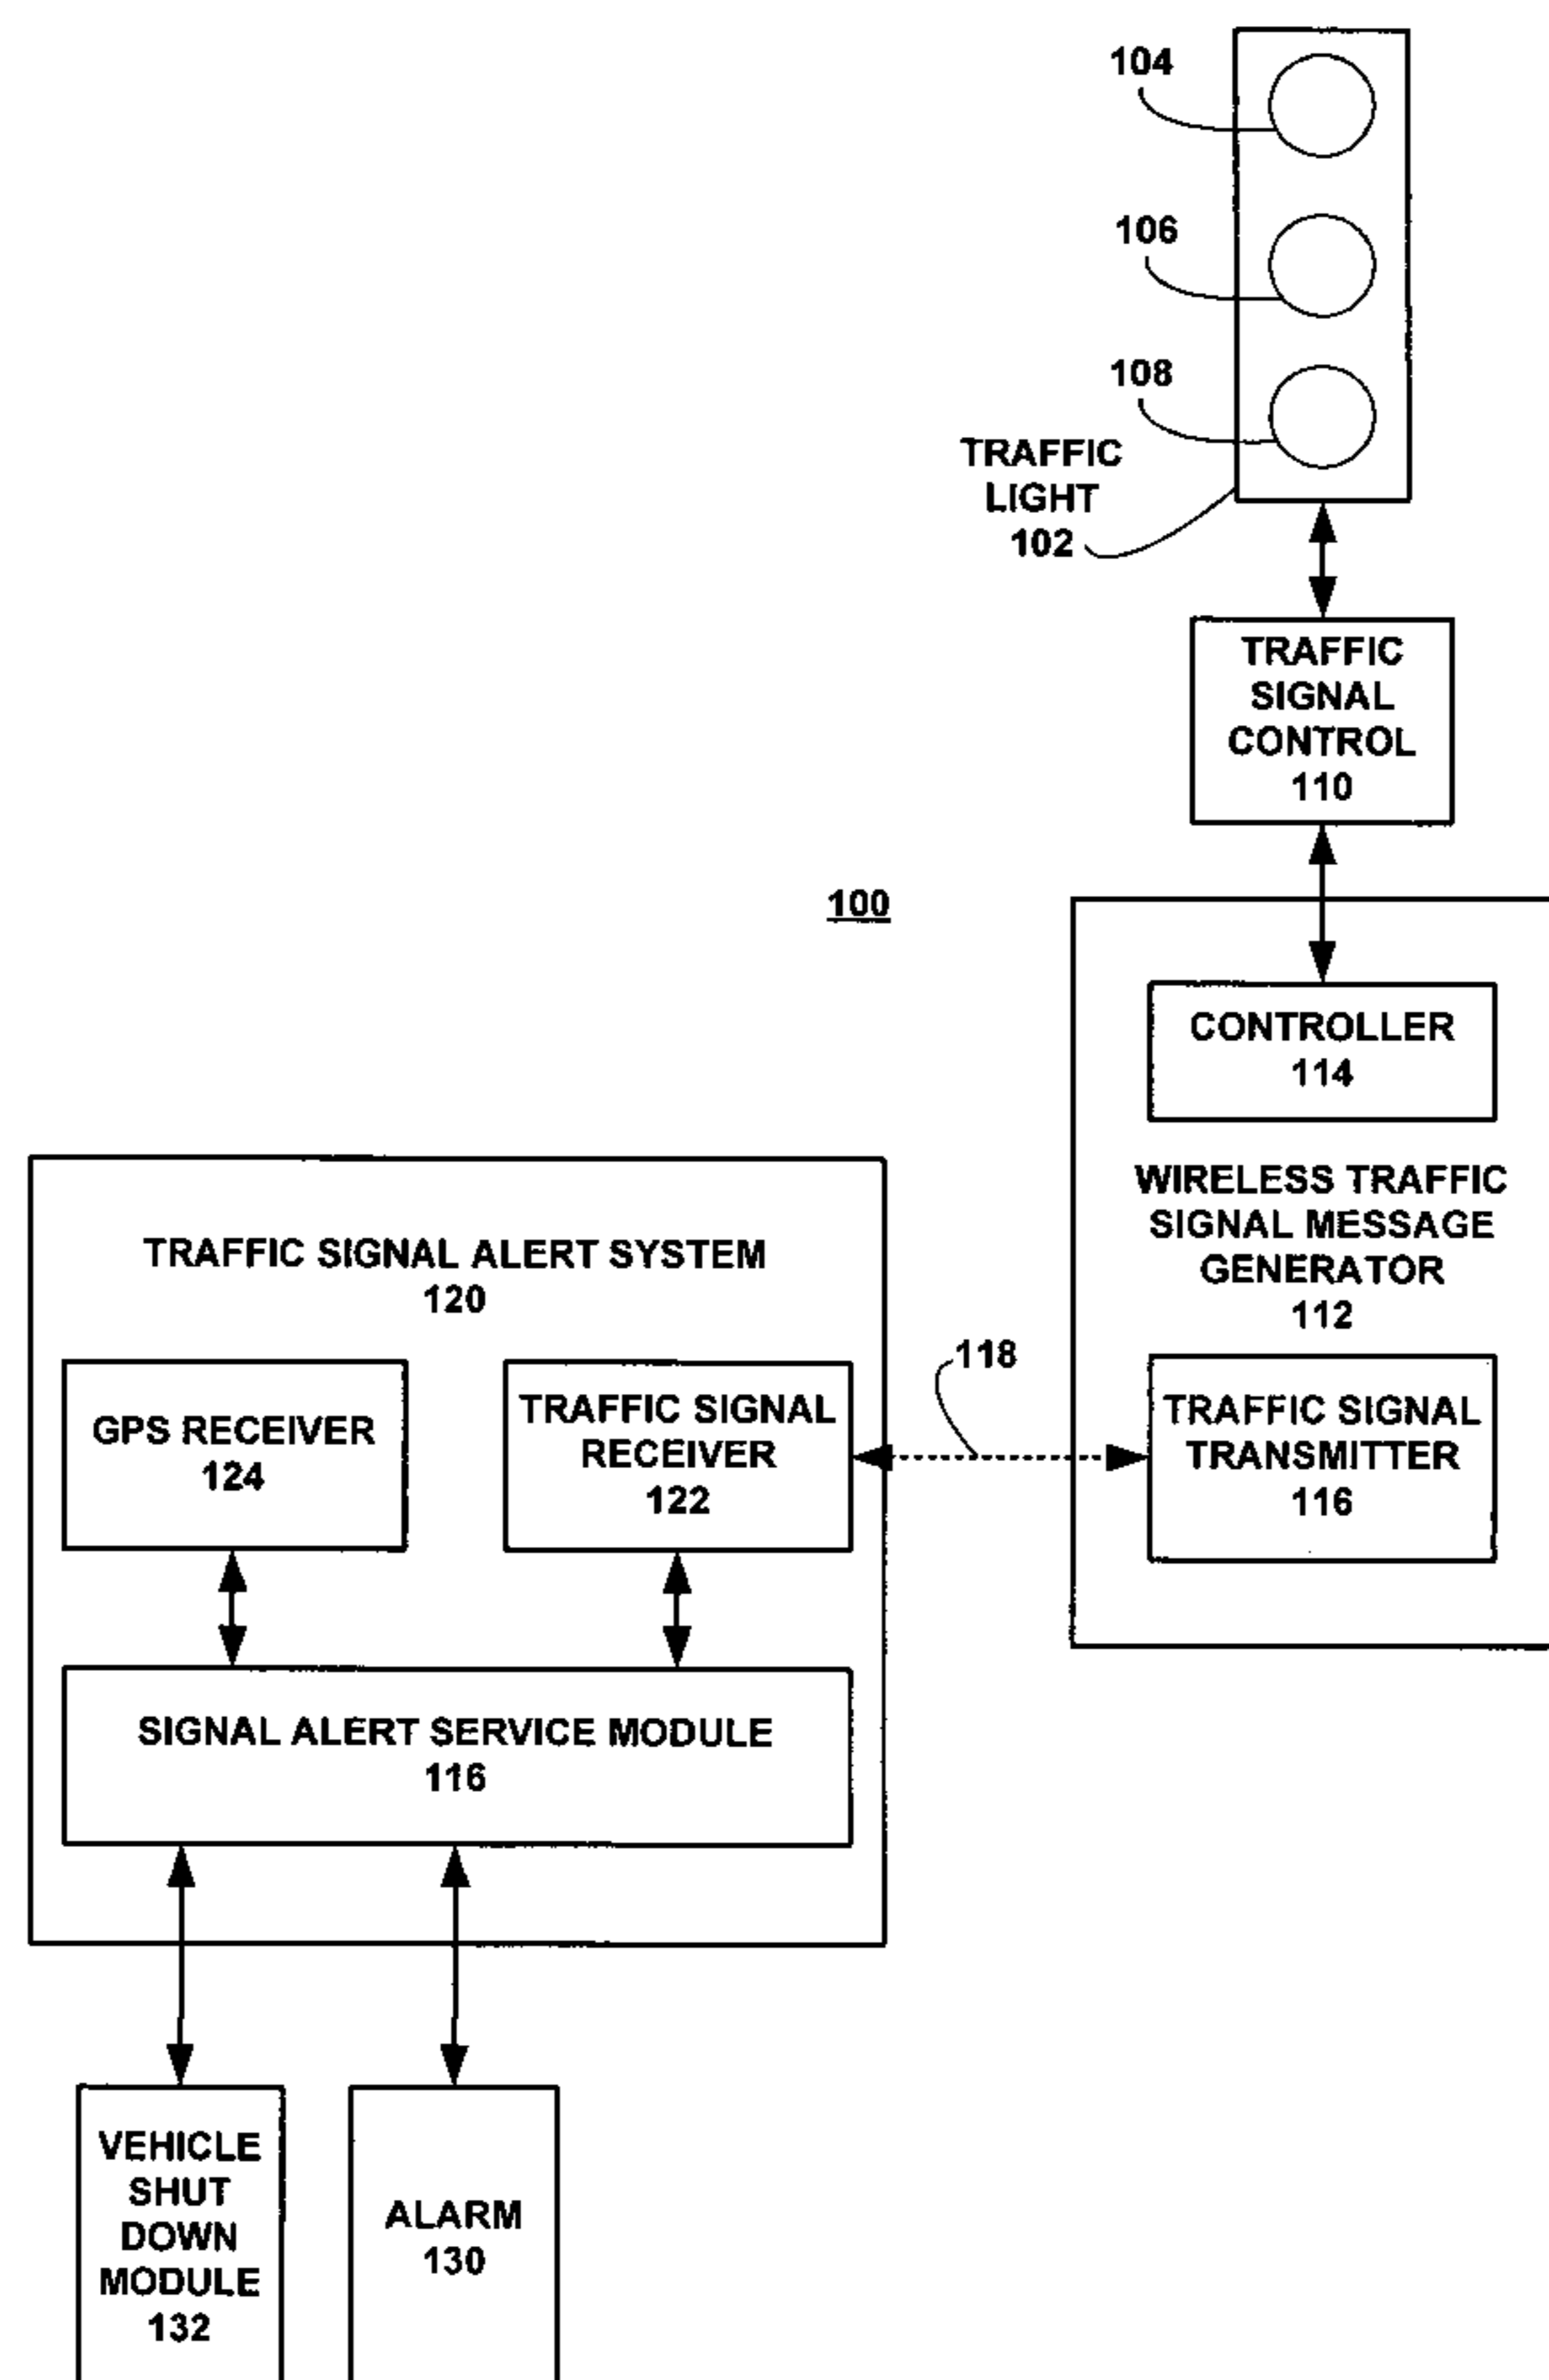 104
106
108
TRAFFIC
LIGHT
102
TRAFFIC
SIGNAL
CONTROL
110
100
CONTROLLER
114
WIRELESS TRAFFIC
SIGNAL MESSAGE
GENERATOR
112
TRAFFIC SIGNAL
TRANSMITTER
116
118
TRAFFIC SIGNAL ALERT SYSTEM
120
GPS RECEIVER
124
TRAFFIC SIGNAL
RECEIVER
122
SIGNAL ALERT SERVICE MODULE
116
VEHICLE
SHUT
DOWN
MODULE
132
ALARM
130